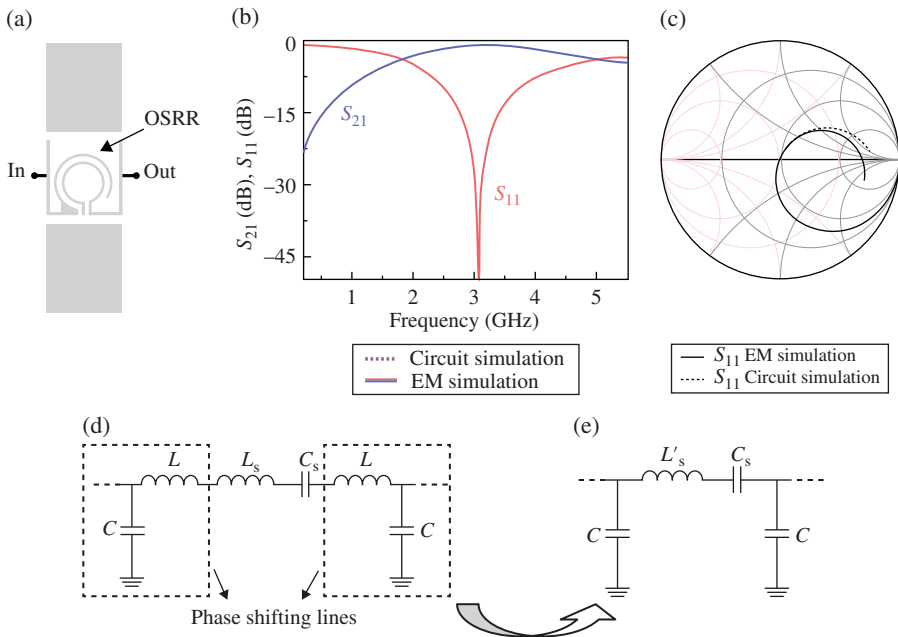 (a)
OSRR
In
Out
(b)
0
−15
−30
−45
S21 (dB), S11 (dB)
S21
S11
1 2 3 4 5
Frequency (GHz)
Circuit simulation
EM simulation
(c)
S11 EM simulation
S11 Circuit simulation
(d)
L Ls Cs L
C C
Phase shifting lines
(e)
L′s Cs
C C